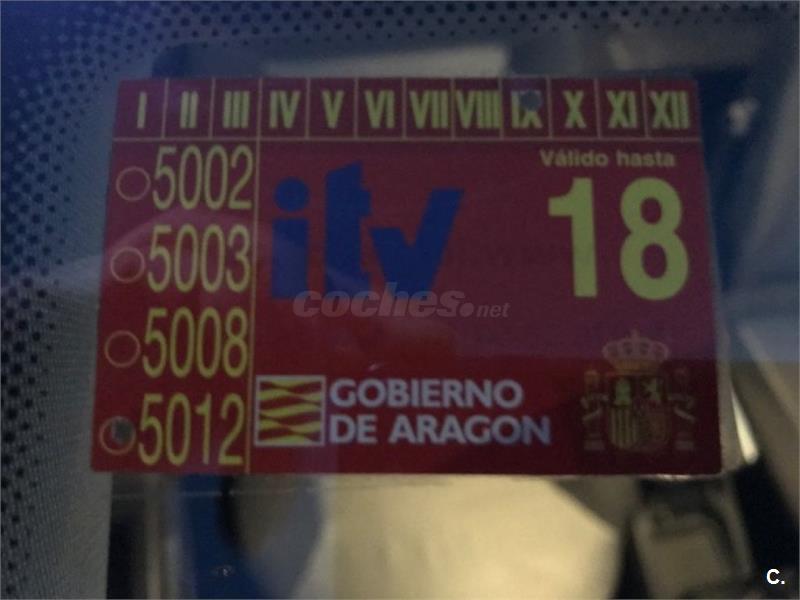 I II III IV V VI VII VIII IX X XI XII
5002
Válido hasta
itv
18
5003
coches.net
5008
GOBIERNO
DE ARAGON
5012
C.